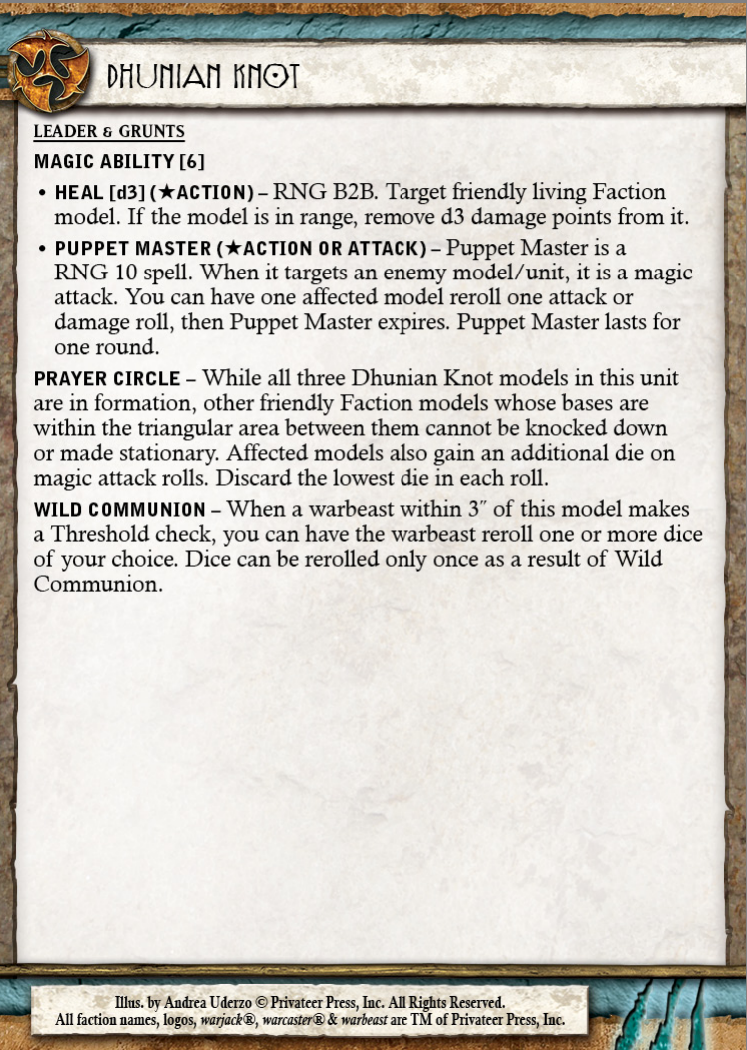 DHUNIAN KNOT
LEADER & GRUNTS
MAGIC ABILITY [6]
• HEAL [d3] (★ACTION) – RNG B2B. Target friendly living Faction
model. If the model is in range, remove d3 damage points from it.
• PUPPET MASTER (★ACTION OR ATTACK) – Puppet Master is a
RNG 10 spell. When it targets an enemy model/unit, it is a magic
attack. You can have one affected model reroll one attack or
damage roll, then Puppet Master expires. Puppet Master lasts for
one round.
PRAYER CIRCLE – While all three Dhunian Knot models in this unit
are in formation, other friendly Faction models whose bases are
within the triangular area between them cannot be knocked down
or made stationary. Affected models also gain an additional die on
magic attack rolls. Discard the lowest die in each roll.
WILD COMMUNION – When a warbeast within 3˝ of this model makes
a Threshold check, you can have the warbeast reroll one or more dice
of your choice. Dice can be rerolled only once as a result of Wild
Communion.
Illus. by Andrea Uderzo © Privateer Press, Inc. All Rights Reserved.
All faction names, logos, warjack®, warcaster® & warbeast are TM of Privateer Press, Inc.